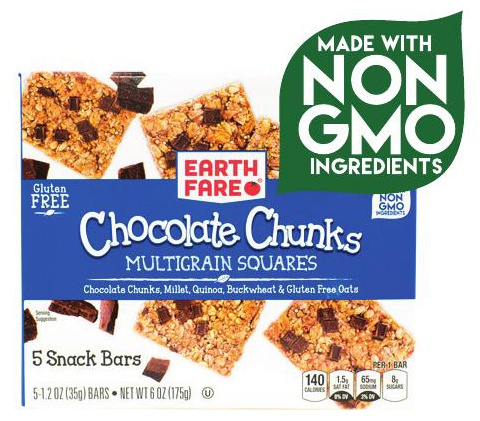 MADE WITH
NON
GMO
INGREDIENTS
EARTH
FARE
Gluten
FREE
NON
GMO
INGREDIENTS
Chocolate Chunks
MULTIGRAIN SQUARES
Chocolate Chunks, Millet, Quinoa, Buckwheat & Gluten Free Oats
Serving
Suggestion
5 Snack Bars
5-1.2 OZ (35g) BARS • NET WT 6 OZ (175g) U
PER 1 BAR
140
CALORIES
1.5g
SAT FAT
8% DV
65mg
SODIUM
3% DV
8g
SUGARS